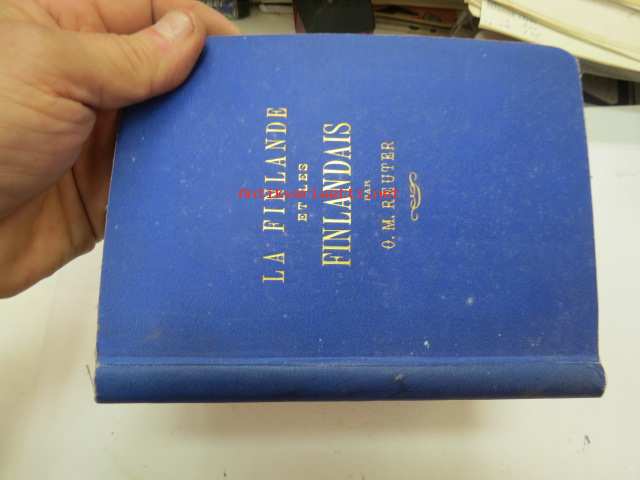 LA FINLANDE
ET LES
FINLANDAIS
PAR
O. M. REUTER